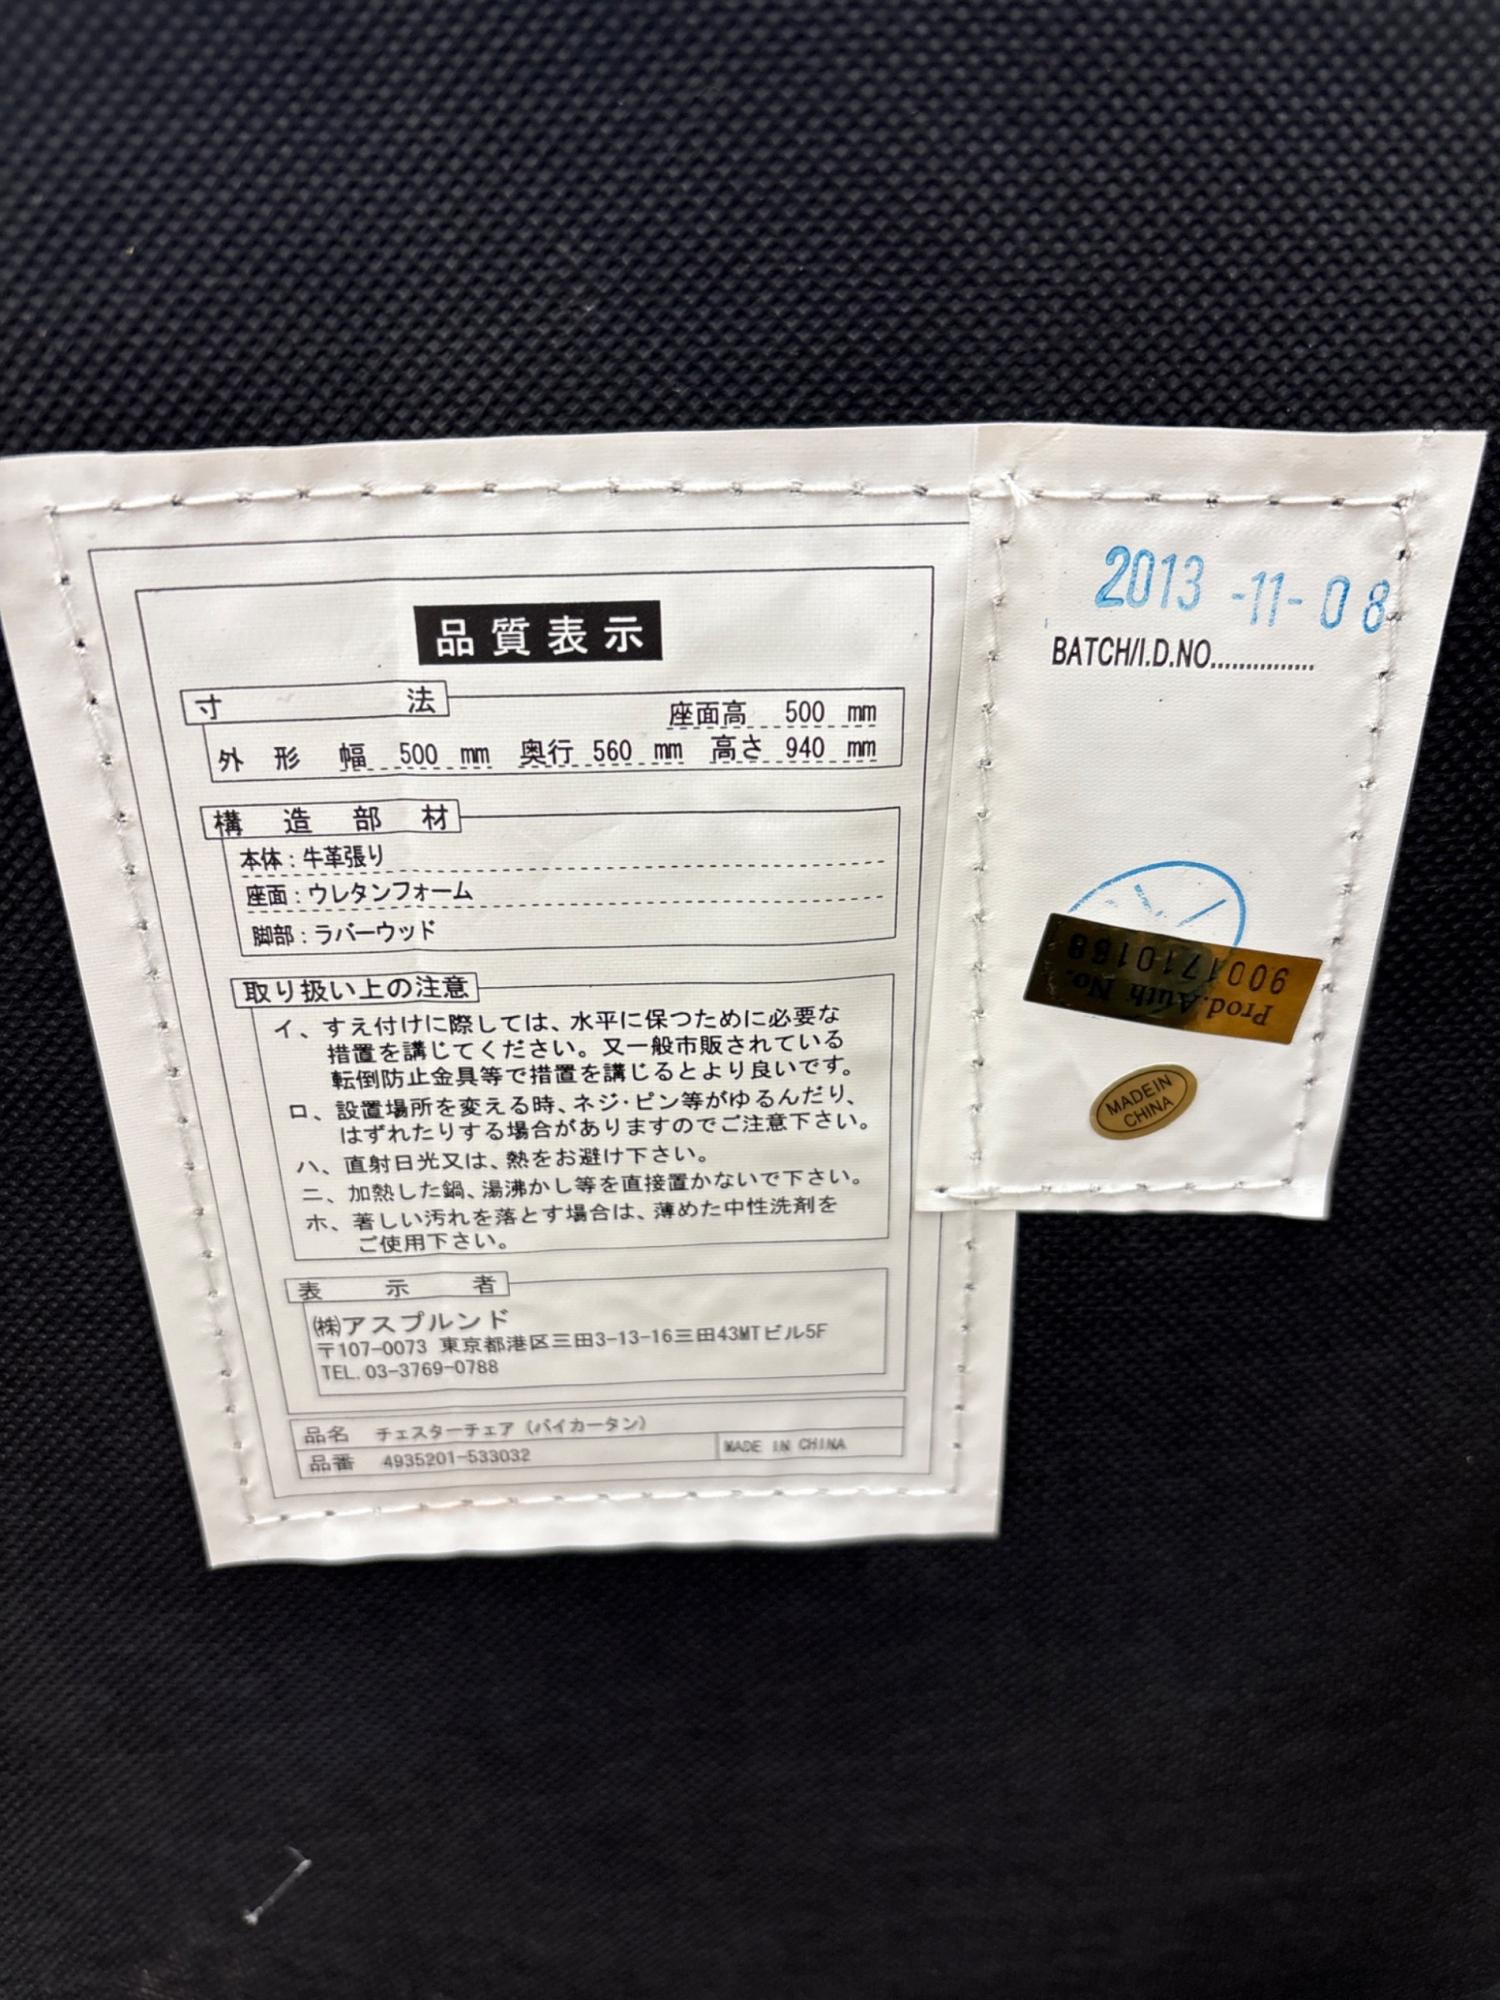 品質表示
寸法
座面高 500 mm
外形 幅 500 mm 奥行 560 mm 高さ 940 mm
構造部材
本体：牛革張り
座面：ウレタンフォーム
脚部：ラバーウッド
取り扱い上の注意
イ、すえ付けに際しては、水平に保つために必要な
措置を講じてください。又一般市販されている
転倒防止金具等で措置を講じるとより良いです。
ロ、設置場所を変える時、ネジ・ピン等がゆるんだり、
はずれたりする場合がありますのでご注意下さい。
ハ、直射日光又は、熱をお避け下さい。
ニ、加熱した鍋、湯沸かし等を直接置かないで下さい。
ホ、著しい汚れを落とす場合は、薄めた中性洗剤を
ご使用下さい。
表示者
㈱アスプルンド
〒107-0073 東京都港区三田3-13-16三田43MTビル5F
TEL.03-3769-0788
品名 チェスターチェア（バイカータン）
品番 4935201-533032
MADE IN CHINA
2013-11-08
BATCH/I.D.NO...............
Prod.Auth No.
9001710168
MADE IN
CHINA